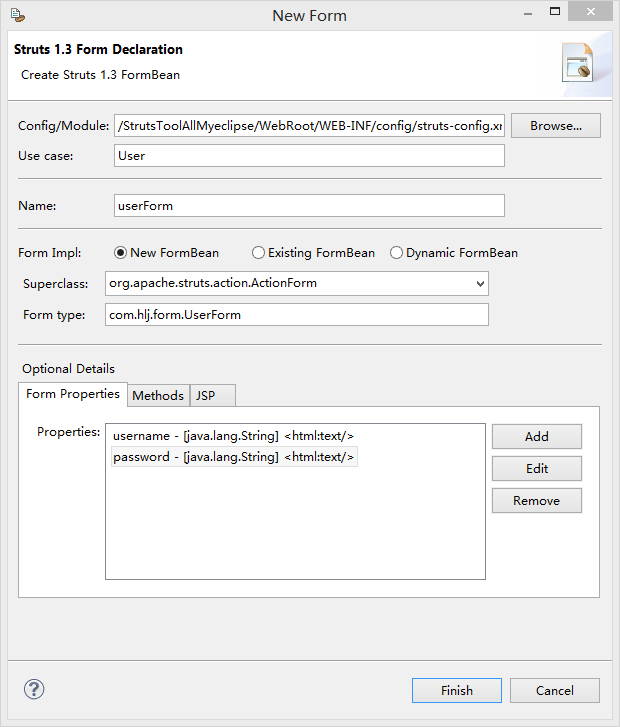 New Form
Struts 1.3 Form Declaration
Create Struts 1.3 FormBean
Config/Module: /StrutsToolAllMyeclipse/WebRoot/WEB-INF/config/struts-config.xm Browse...
Use case: User
Name: userForm
Form Impl: New FormBean Existing FormBean Dynamic FormBean
Superclass: org.apache.struts.action.ActionForm
Form type: com.hlj.form.UserForm
Optional Details
Form Properties Methods JSP
Properties: username - [java.lang.String] <html:text/> Add
password - [java.lang.String] <html:text/> Edit
Remove
? Finish Cancel